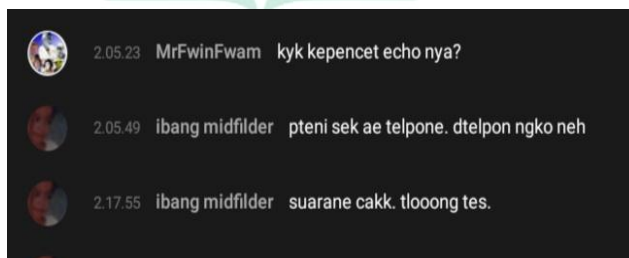 2.05.23 MrFwinFwam kyk kepencet echo nya?
2.05.49 ibang midfilder pteni sek ae telpone. dtelpon ngko neh
2.17.55 ibang midfilder suarane cakk. tlooong tes.